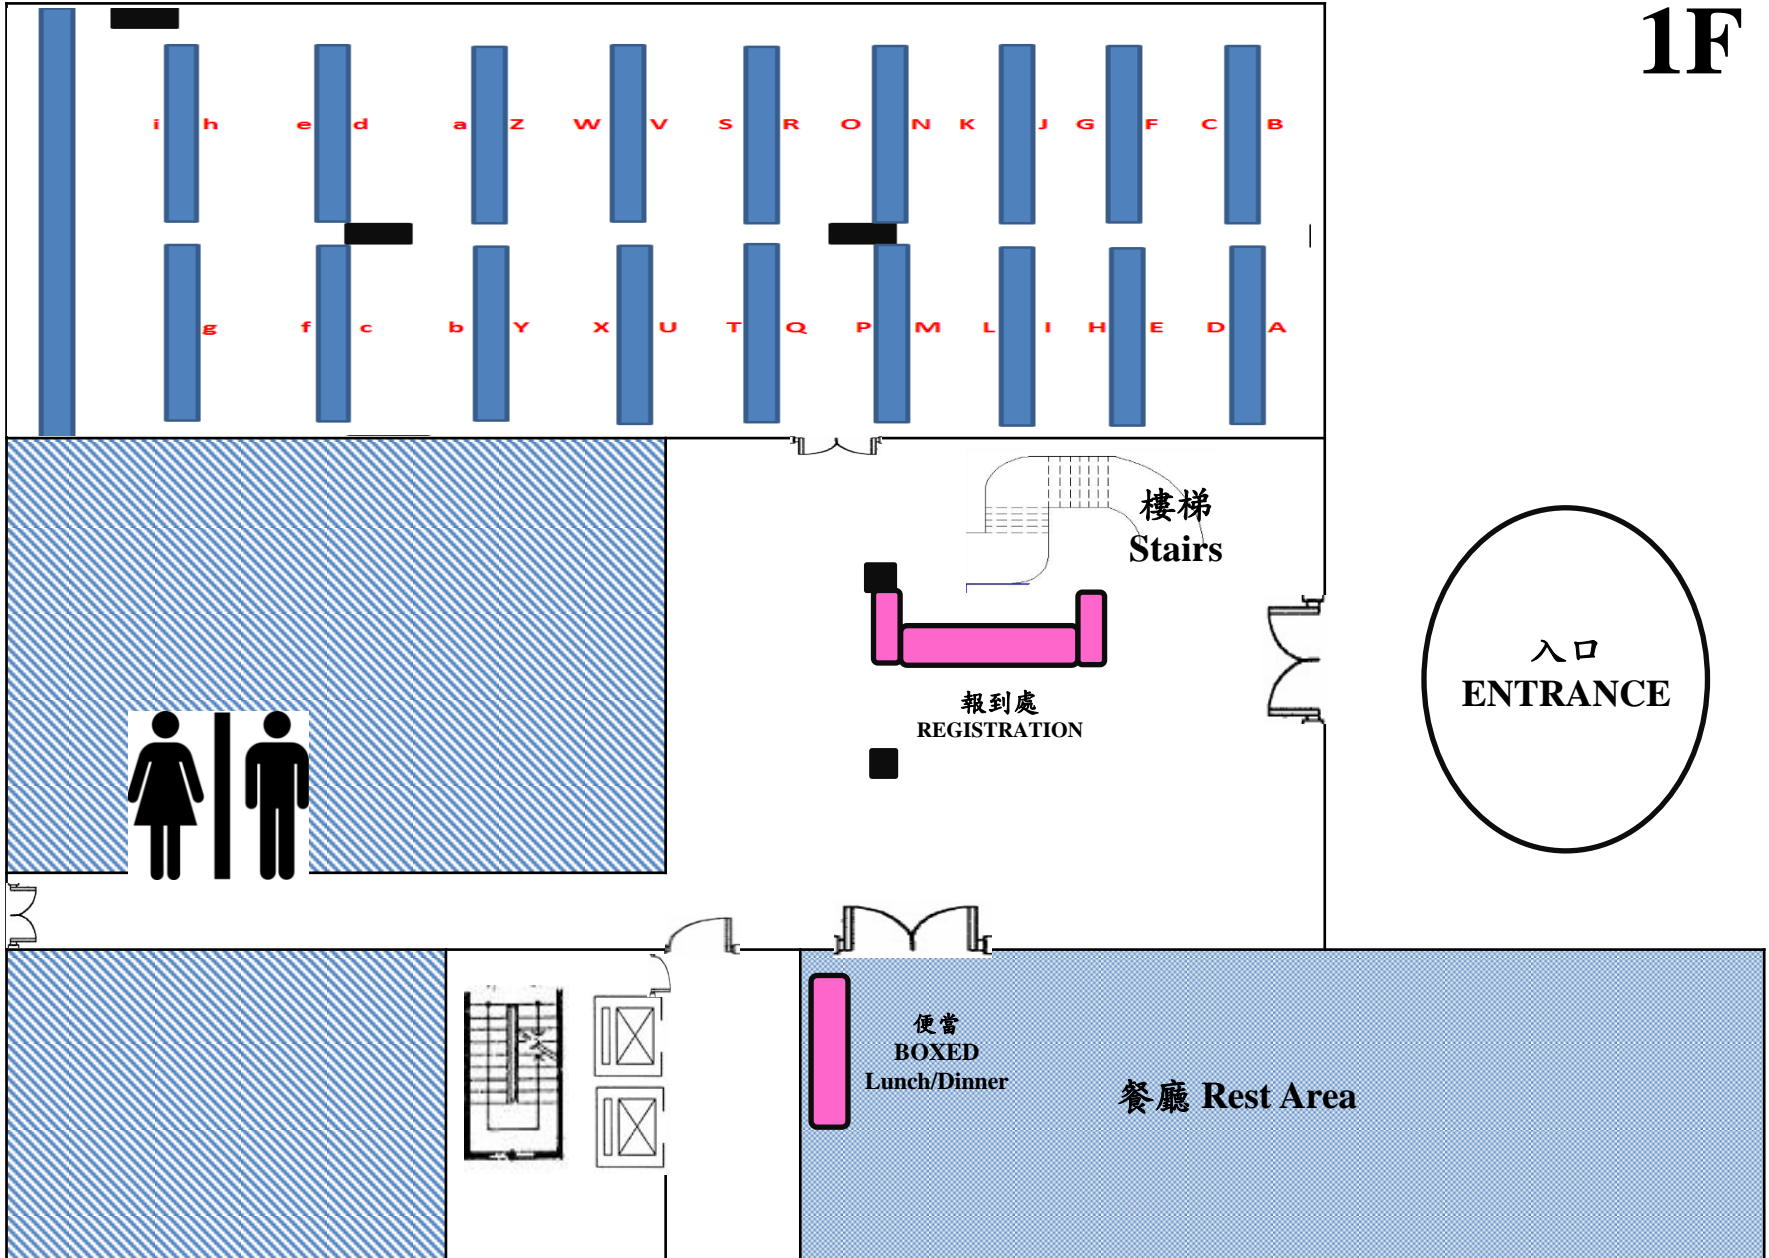 1F
i h e d a Z W V S R O N K J G F C B
g f c b Y X U T Q P M L I H E D A
樓梯
Stairs
入口
ENTRANCE
報到處
REGISTRATION
便當
BOXED
Lunch/Dinner
餐廳 Rest Area